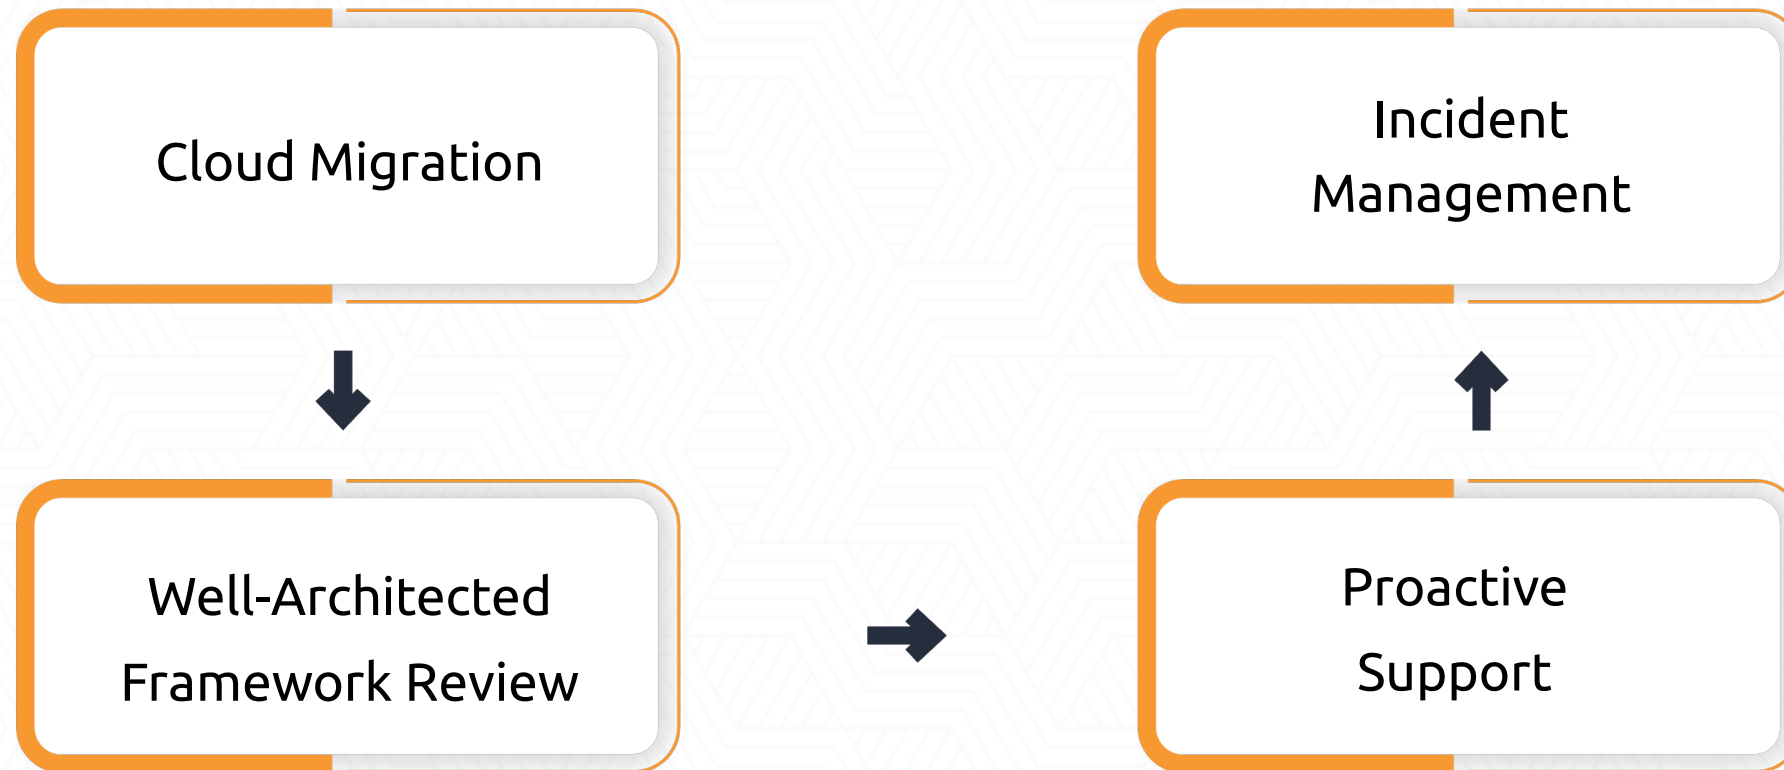 Cloud Migration
Well-Architected
Framework Review
Proactive
Support
Incident
Management